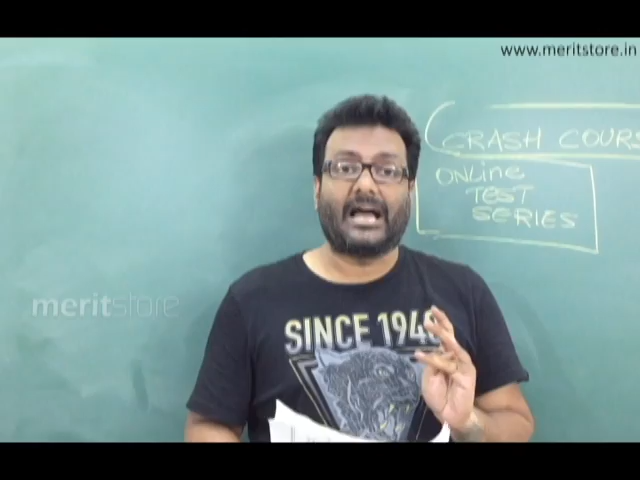 www.meritstore.in
CRASH COURS
ONLine
TEST
SERIES
meritstore
SINCE 194